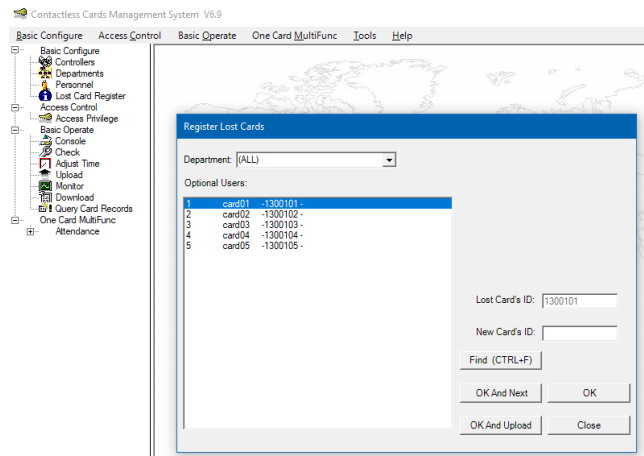 Contactless Cards Management System V6.9
Basic Configure Access Control Basic Operate One Card MultiFunc Tools Help
Basic Configure
Controllers
Departments
Personnel
Lost Card Register
Access Control
Access Privilege
Basic Operate
Console
Check
Adjust Time
Upload
Monitor
Download
Query Card Records
One Card MultiFunc
Attendance
Register Lost Cards
Department: (ALL)
Optional Users:
1 card01 -1300101 -
2 card02 -1300102 -
3 card03 -1300103 -
4 card04 -1300104 -
5 card05 -1300105 -
Lost Card's ID: 1300101
New Card's ID:
Find (CTRL+F)
OK And Next OK
OK And Upload Close